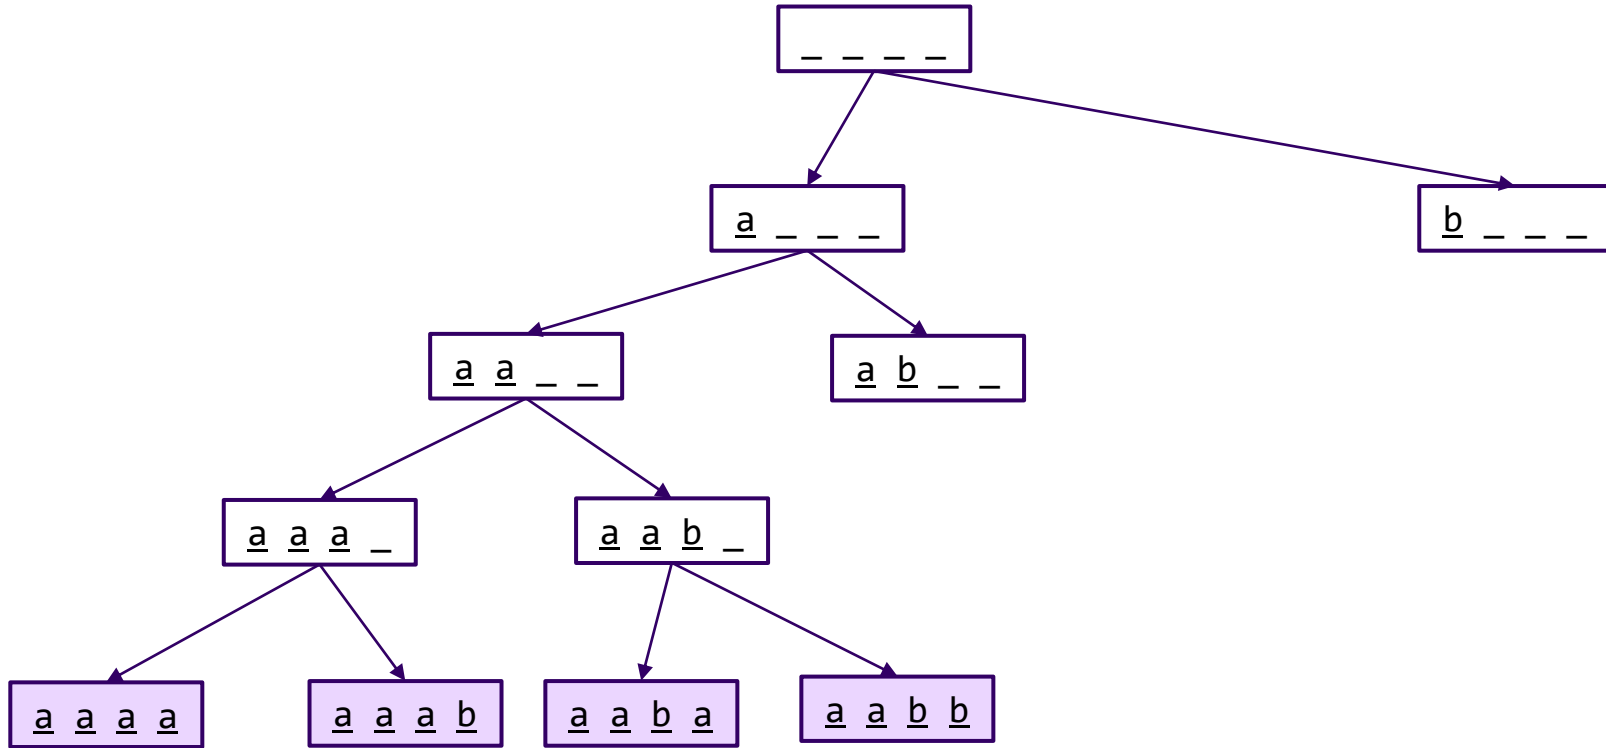 _ _ _ _
a _ _ _
b _ _ _
a a _ _
a b _ _
a a a _
a a b _
a a a a
a a a b
a a b a
a a b b